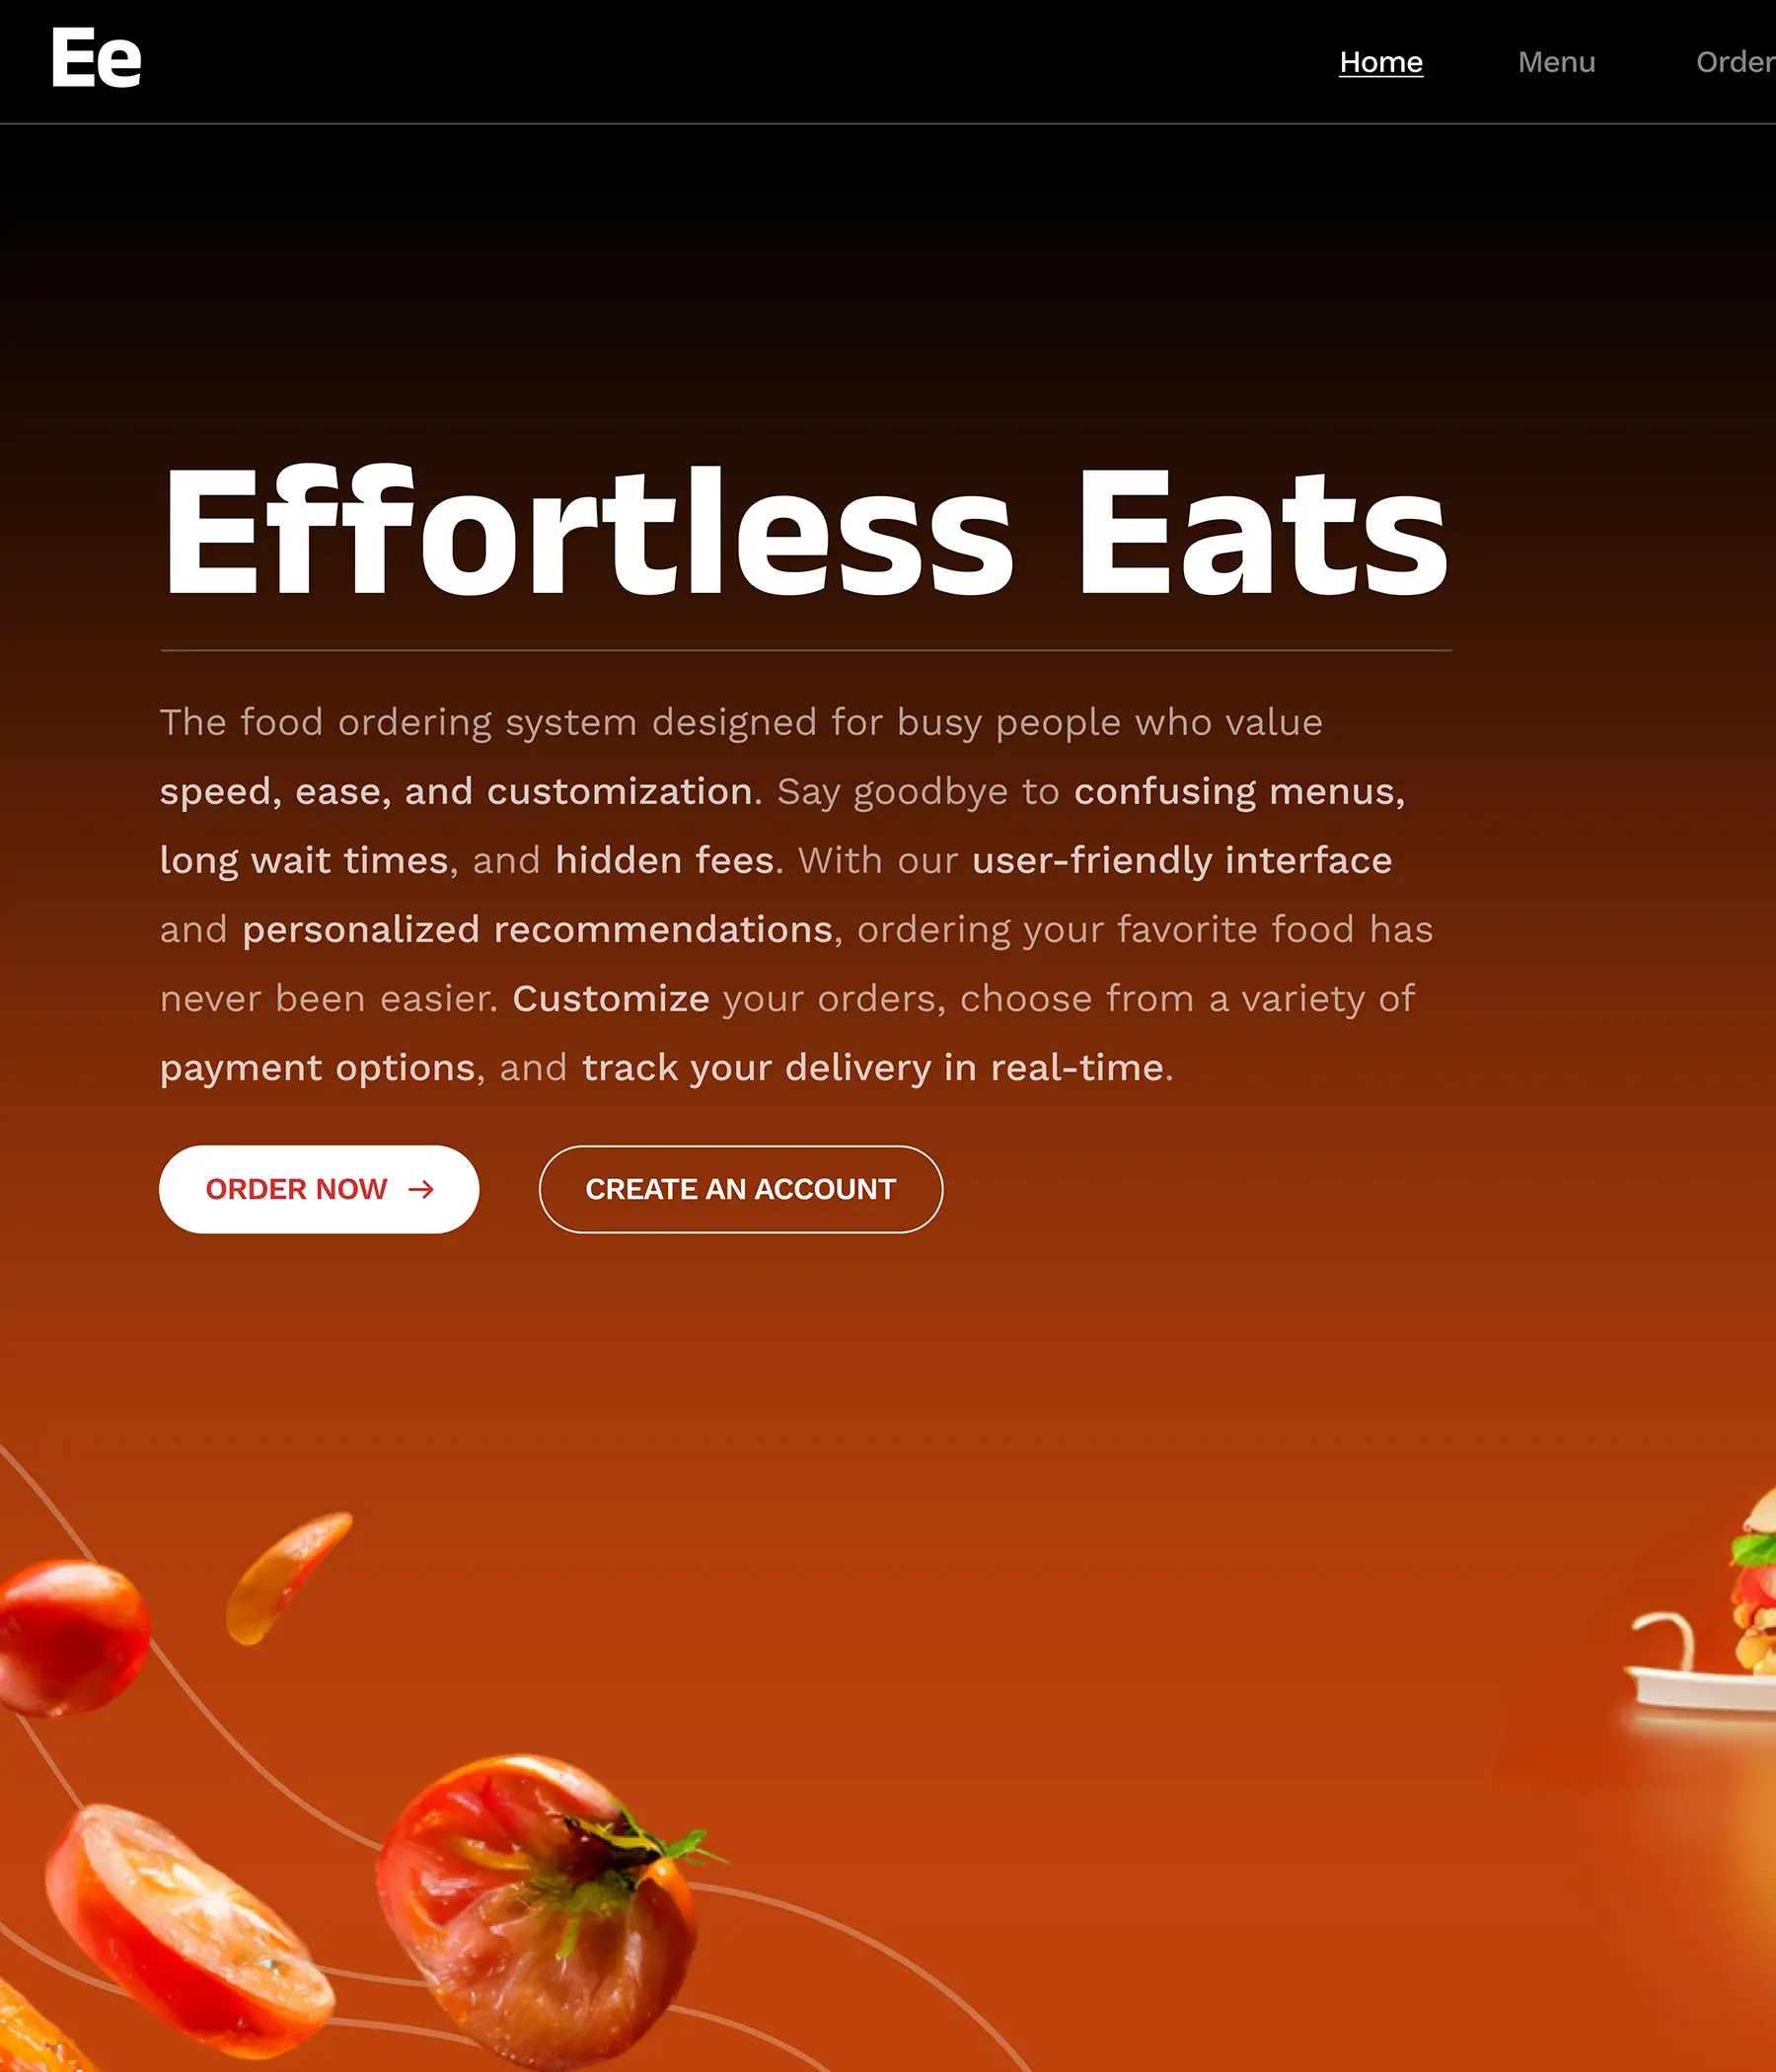 Ee
Home Menu Order
Effortless Eats
The food ordering system designed for busy people who value
speed, ease, and customization. Say goodbye to confusing menus,
long wait times, and hidden fees. With our user-friendly interface
and personalized recommendations, ordering your favorite food has
never been easier. Customize your orders, choose from a variety of
payment options, and track your delivery in real-time.
ORDER NOW →
CREATE AN ACCOUNT